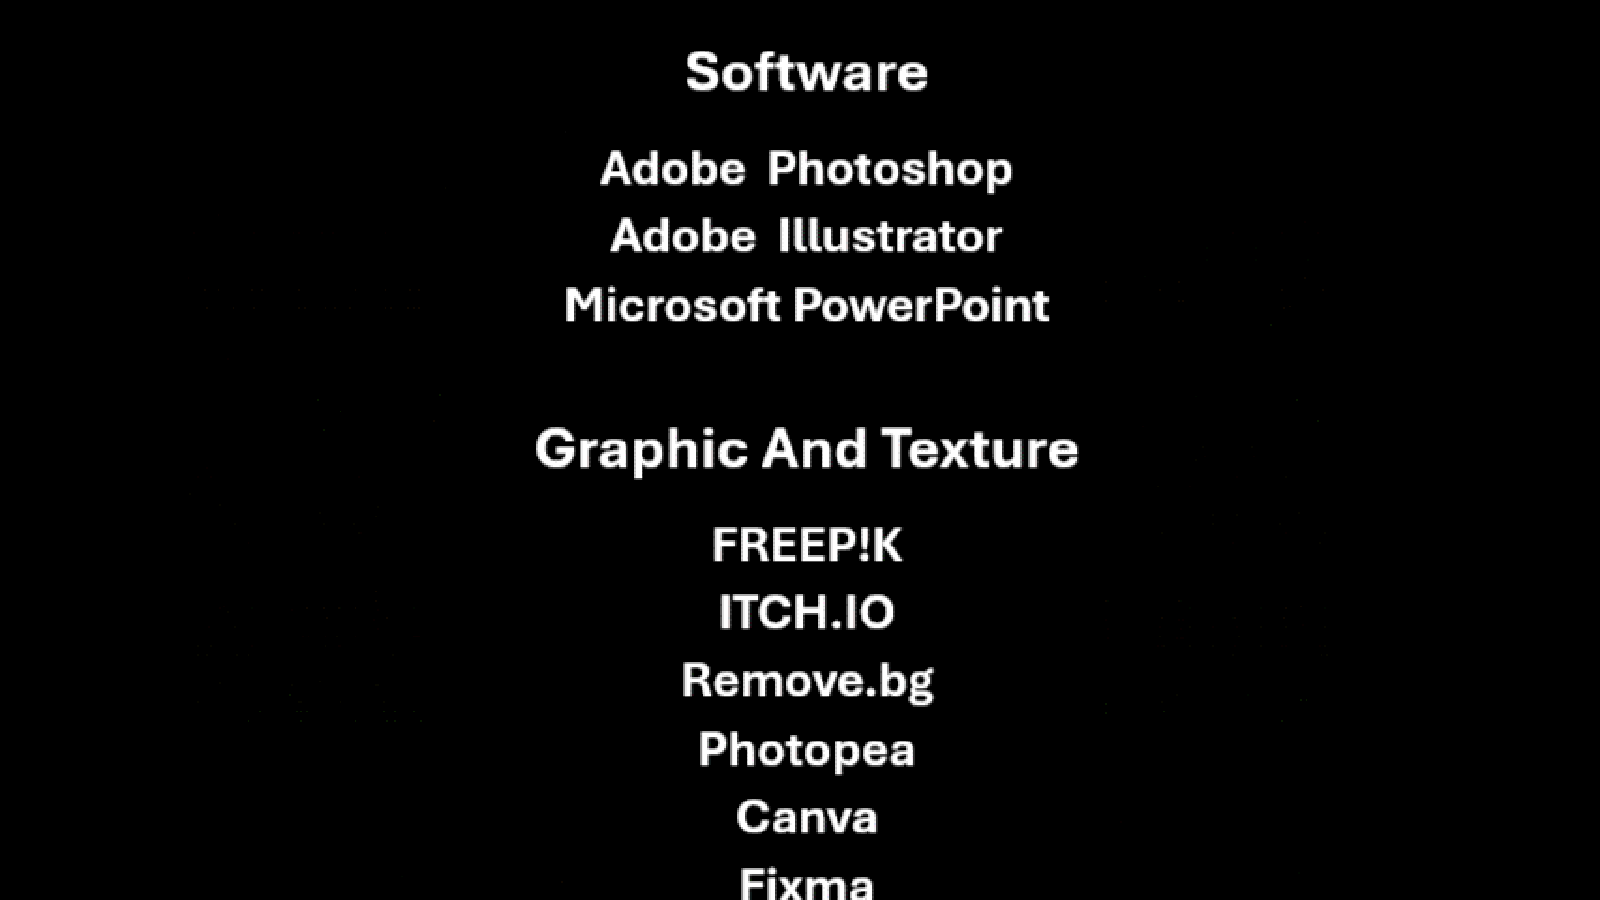 Software
Adobe Photoshop
Adobe Illustrator
Microsoft PowerPoint
Graphic And Texture
FREEP!K
ITCH.IO
Remove.bg
Photopea
Canva
Fixma